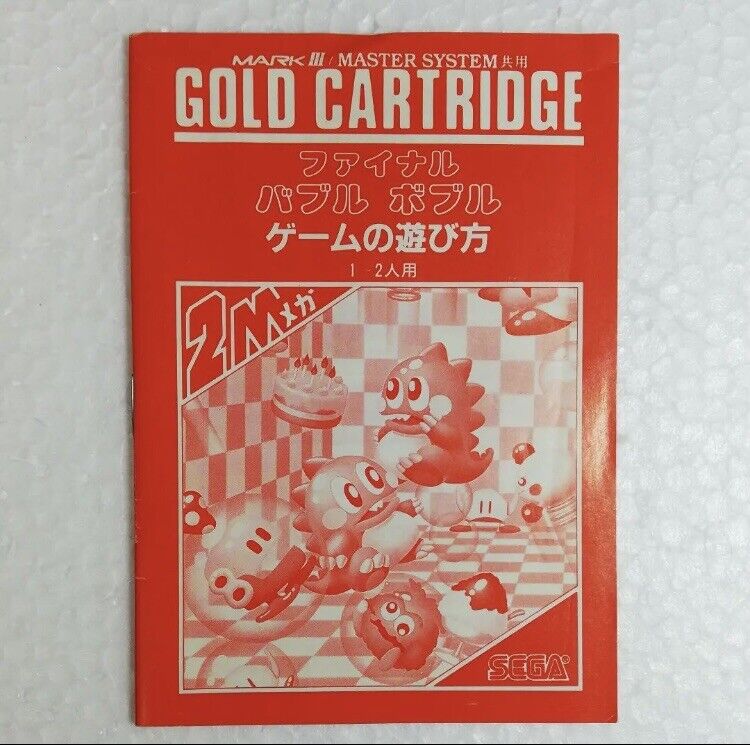 MARK III / MASTER SYSTEM 共用
GOLD CARTRIDGE
ファイナル
バブル ボブル
ゲームの遊び方
1-2人用
2Mメガ
SEGA®